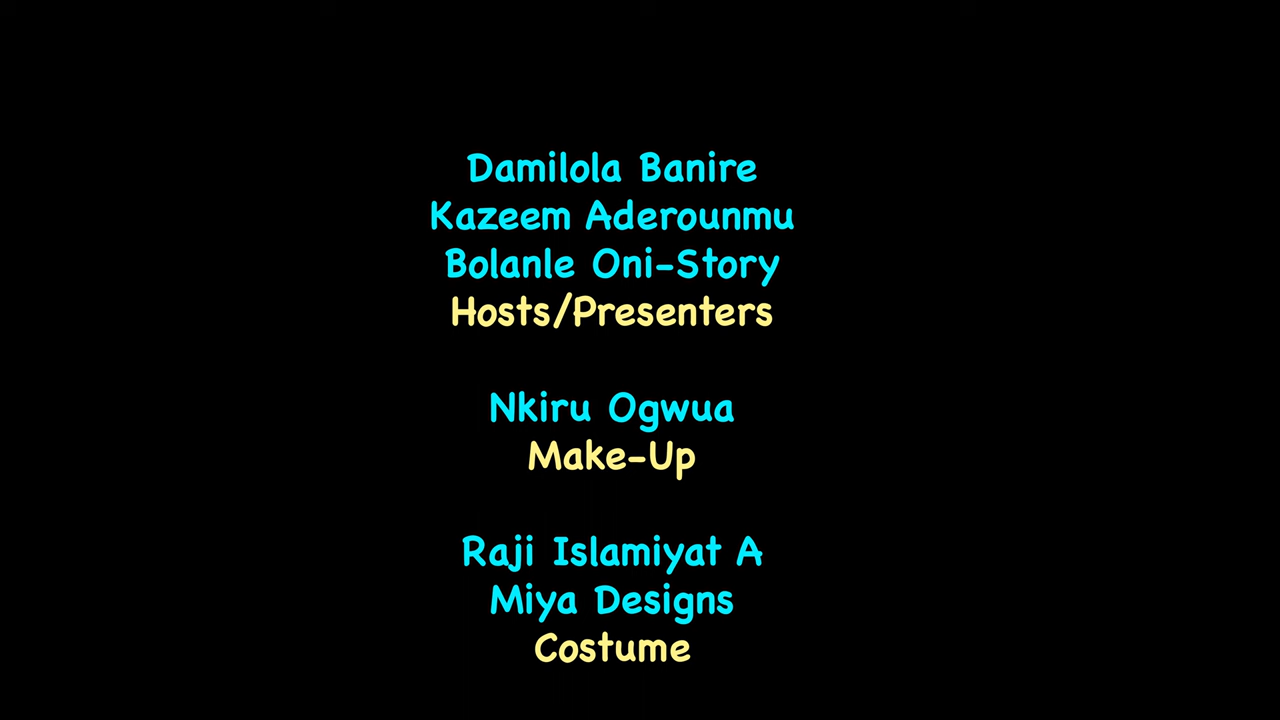 Damilola Banire
Kazeem Aderounmu
Bolanle Oni-Story
Hosts/Presenters
Nkiru Ogwua
Make-Up
Raji Islamiyat A
Miya Designs
Costume